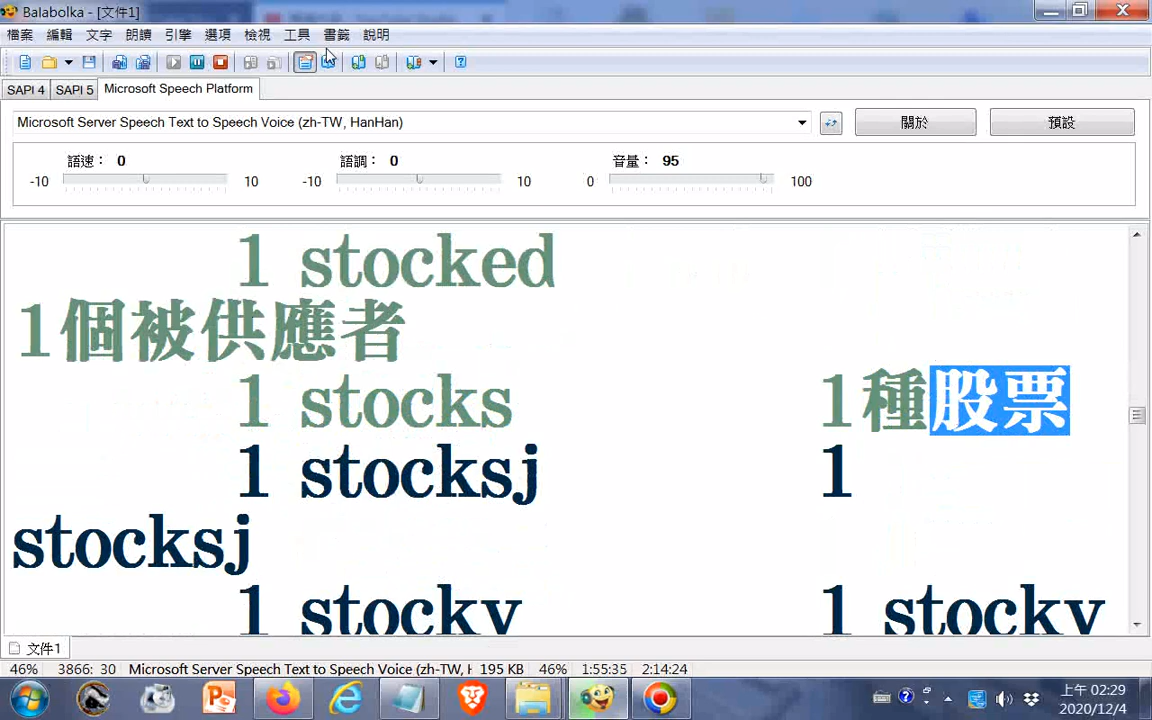 Balabolka - [文件1]
檔案 編輯 文字 朗讀 引擎 選項 檢視 工具 書籤 說明
SAPI 4 SAPI 5 Microsoft Speech Platform
Microsoft Server Speech Text to Speech Voice (zh-TW, HanHan) 關於 預設
語速： 0 語調： 0 音量： 95
-10 10 -10 10 0 100
1 stocked
1個被供應者
1 stocks 1種股票
1 stocksj 1
stocksj
1 stocky 1 stocky
文件1
46% 3866: 30 Microsoft Server Speech Text to Speech Voice (zh-TW, H 195 KB 46% 1:55:35 2:14:24
上午 02:29
2020/12/4